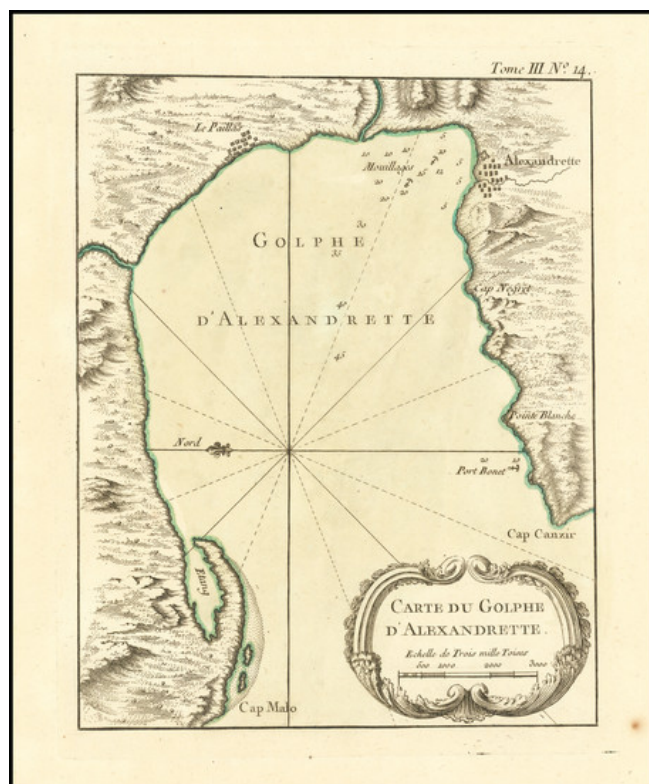 Tome III Nº. 14.
Le Paillas
Mouillages
Alexandrette
GOLPHE
D'ALEXANDRETTE
Cap Negret
Pointe Blanche
Nord
Port Bonet
Cap Canzir
Etang
Cap Malo
CARTE DU GOLPHE
D'ALEXANDRETTE.
Echelle de Trois mille Toises
500 1000 2000 3000